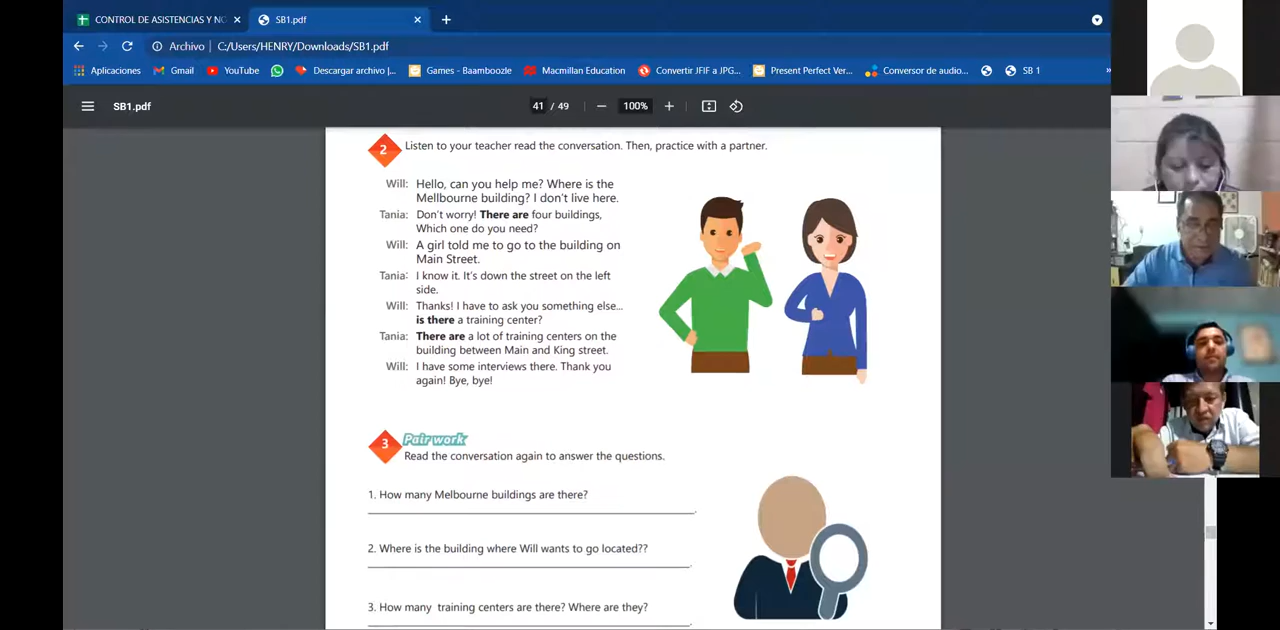 CONTROL DE ASISTENCIAS Y NO
SB1.pdf
Archivo
C:/Users/HENRY/Downloads/SB1.pdf
Aplicaciones
Gmail
YouTube
Descargar archivo |...
Games - Baamboozle
Macmillan Education
Convertir JFIF a JPG...
Present Perfect Ver...
Conversor de audio...
SB 1
»
SB1.pdf
41 / 49
100%
2 Listen to your teacher read the conversation. Then, practice with a partner.
Will: Hello, can you help me? Where is the
Mellbourne building? I don't live here.
Tania: Don't worry! There are four buildings,
Which one do you need?
Will: A girl told me to go to the building on
Main Street.
Tania: I know it. It's down the street on the left
side.
Will: Thanks! I have to ask you something else...
is there a training center?
Tania: There are a lot of training centers on the
building between Main and King street.
Will: I have some interviews there. Thank you
again! Bye, bye!
3 Pair work
Read the conversation again to answer the questions.
1. How many Melbourne buildings are there?
2. Where is the building where Will wants to go located??
3. How many training centers are there? Where are they?